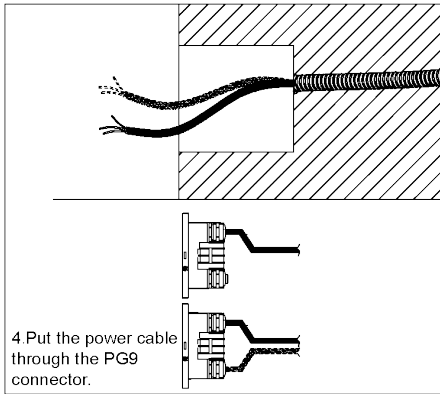 4.Put the power cable
through the PG9
connector.